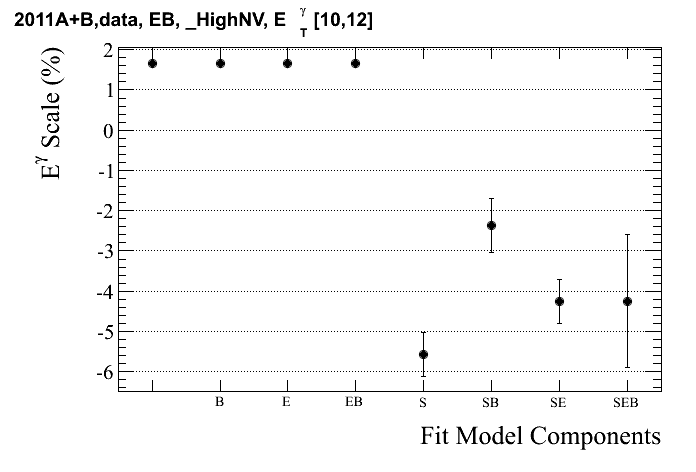 2011A+B,data, EB, _HighNV, E_T^γ [10,12]
E^γ Scale (%)
2
1
0
-1
-2
-3
-4
-5
-6
B E EB S SB SE SEB
Fit Model Components